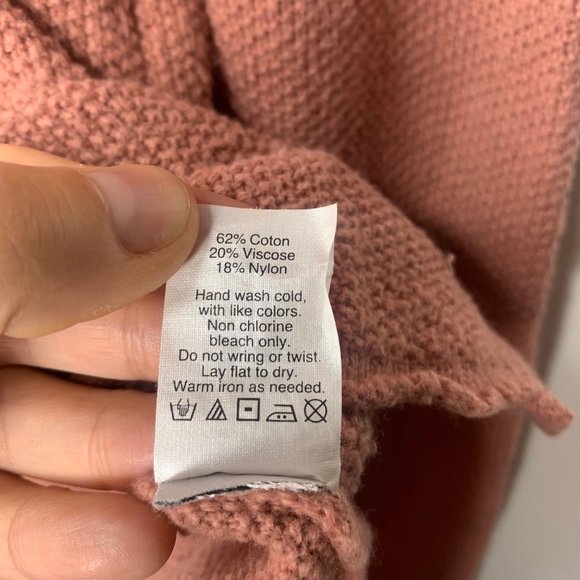 62% Coton
20% Viscose
18% Nylon
Hand wash cold,
with like colors.
Non chlorine
bleach only.
Do not wring or twist.
Lay flat to dry.
Warm iron as needed.